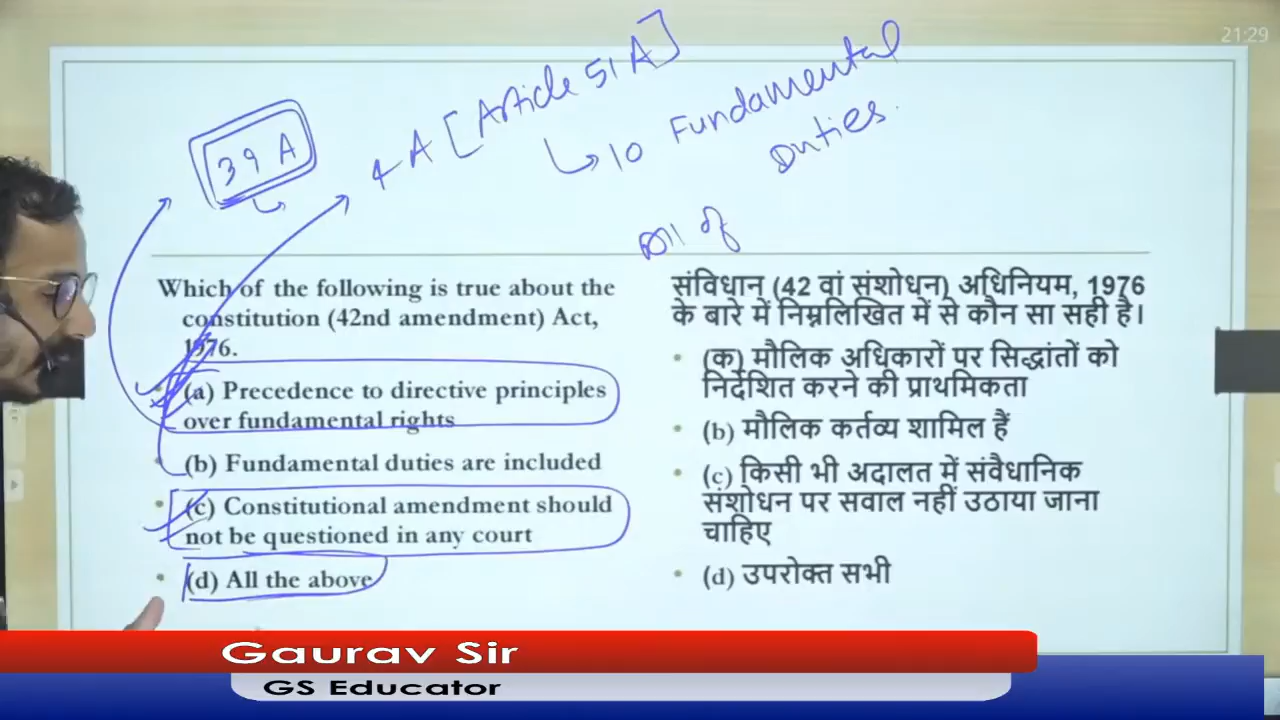 21:29
39 A
4A [Article 51 A]
10 Fundamental
Duties.
All of
Which of the following is true about the
constitution (42nd amendment) Act,
1976.
(a) Precedence to directive principles
over fundamental rights
(b) Fundamental duties are included
(c) Constitutional amendment should
not be questioned in any court
(d) All the above
संविधान (42 वां संशोधन) अधिनियम, 1976
के बारे में निम्नलिखित में से कौन सा सही है।
(क) मौलिक अधिकारों पर सिद्धांतों को
निर्देशित करने की प्राथमिकता
(b) मौलिक कर्तव्य शामिल हैं
(c) किसी भी अदालत में संवैधानिक
संशोधन पर सवाल नहीं उठाया जाना
चाहिए
(d) उपरोक्त सभी
Gaurav Sir
GS Educator